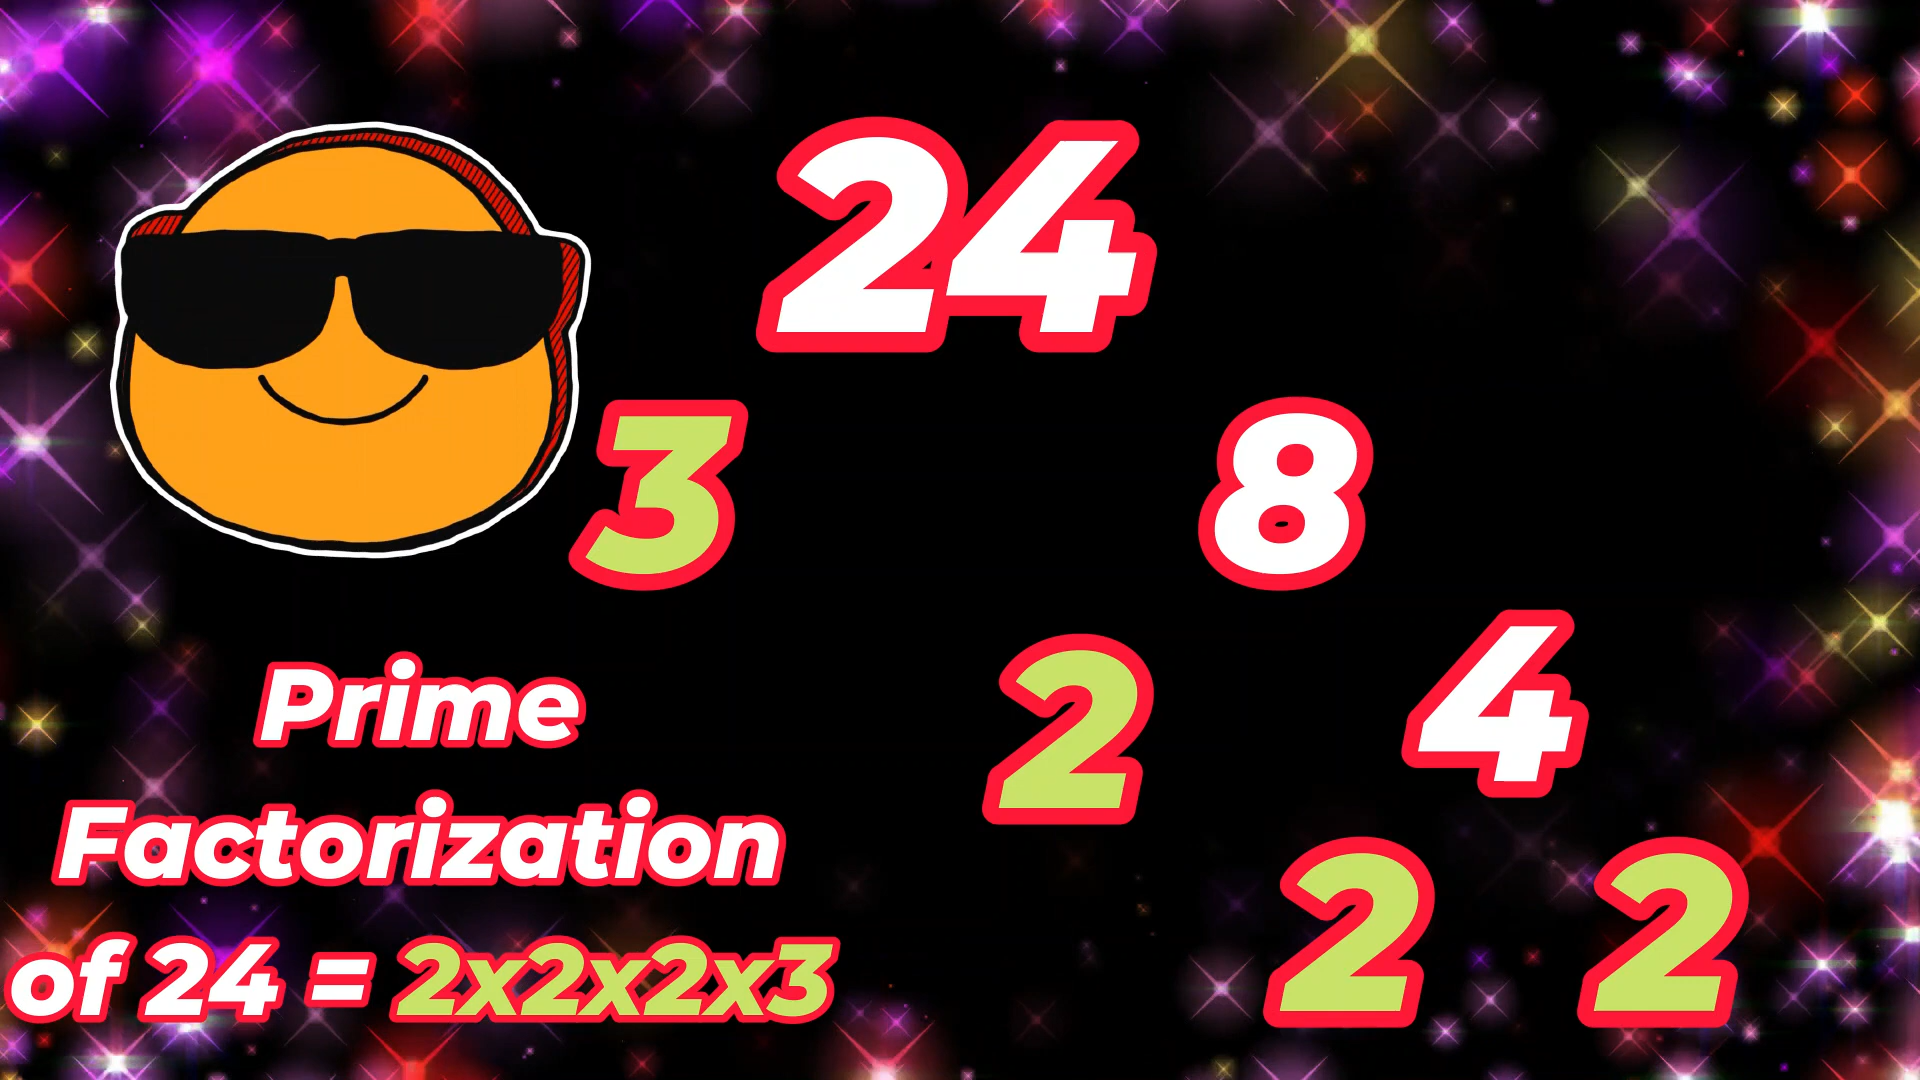 24
3 8
2 4
2 2
Prime
Factorization
of 24 = 2x2x2x3